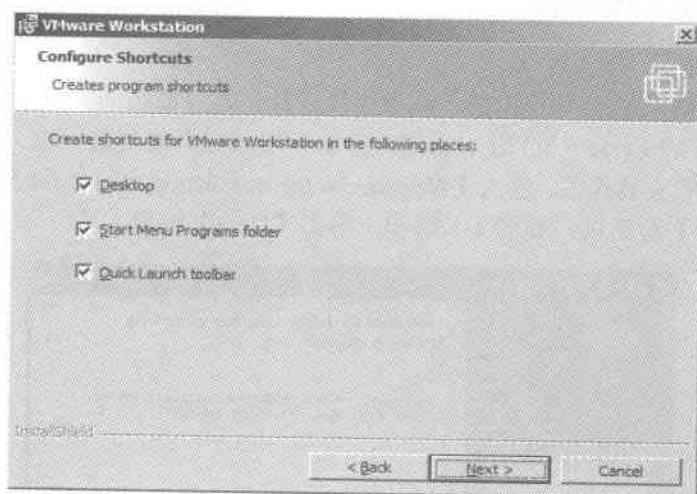 VMware Workstation
Configure Shortcuts
Creates program shortcuts
Create shortcuts for VMware Workstation in the following places:
Desktop
Start Menu Programs folder
Quick Launch toolbar
InstallShield
< Back
Next >
Cancel